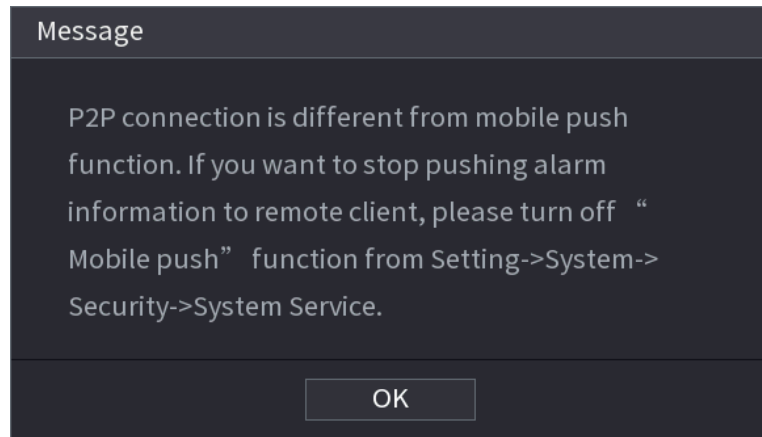 Message
P2P connection is different from mobile push
function. If you want to stop pushing alarm
information to remote client, please turn off “
Mobile push” function from Setting->System->
Security->System Service.
OK